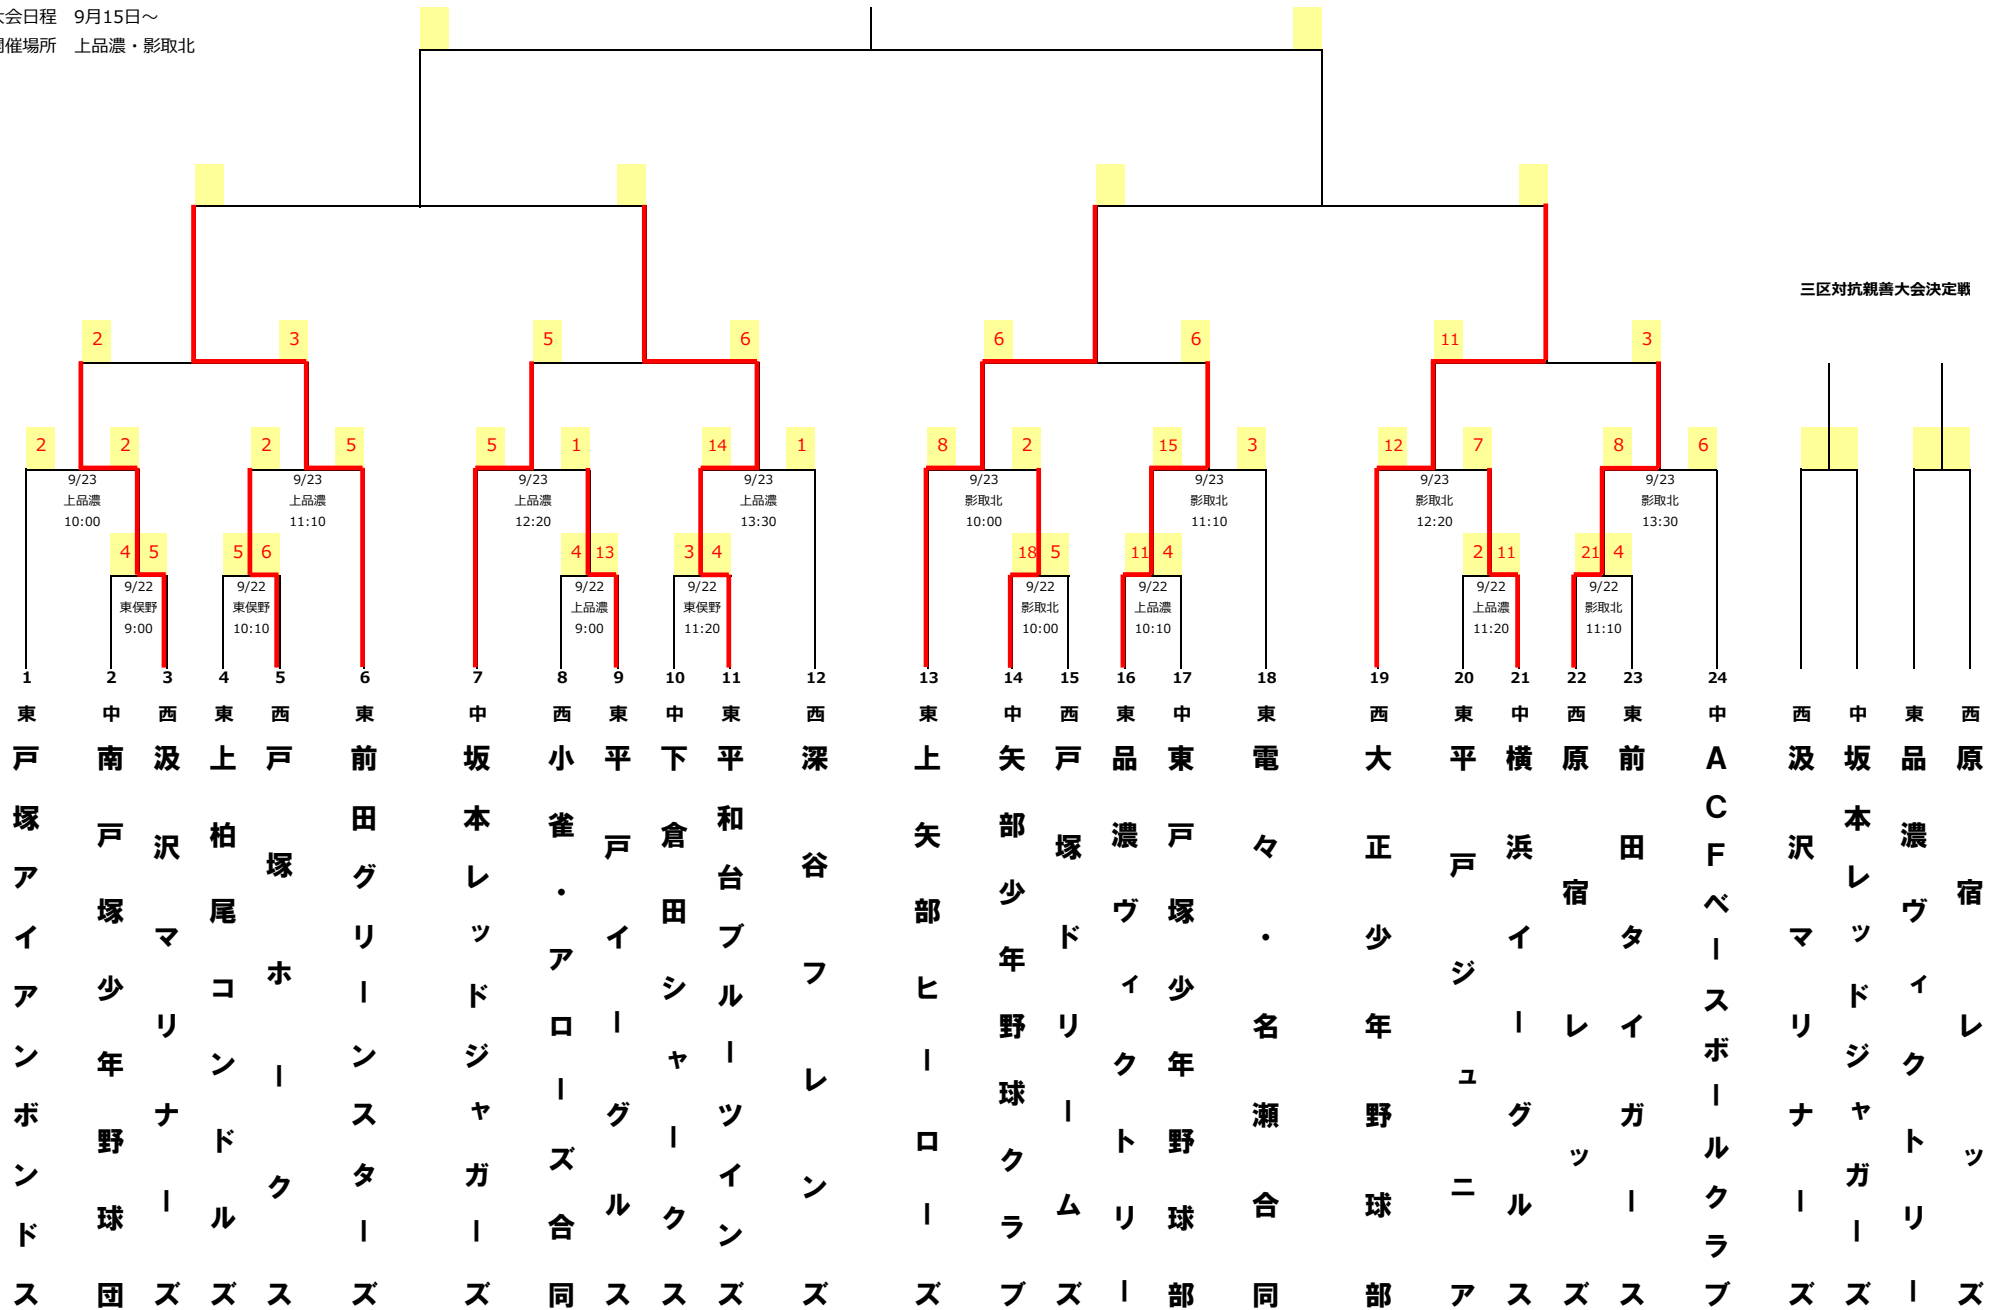 大会日程 9月15日～
開催場所 上品濃・影取北
三区対抗親善大会決定戦
2 3 5 6 6 6 11 3
2 2 2 5 5 1 14 1 8 2 15 3 12 7 8 6
9/23 9/23 9/23 9/23 9/23 9/23 9/23 9/23
上品濃 上品濃 上品濃 上品濃 影取北 影取北 影取北 影取北
10:00 11:10 12:20 13:30 10:00 11:10 12:20 13:30
4 5 5 6 4 13 3 4 18 5 11 4 2 11 21 4
9/22 9/22 9/22 9/22 9/22 9/22 9/22 9/22
東俣野 東俣野 上品濃 東俣野 影取北 上品濃 上品濃 影取北
9:00 10:10 9:00 11:20 10:00 10:10 11:20 11:10
1 2 3 4 5 6 7 8 9 10 11 12 13 14 15 16 17 18 19 20 21 22 23 24
東 中 西 東 西 東 中 西 東 中 東 西 東 中 西 東 中 東 西 東 中 西 東 中 西 中 東 西
戸塚アイアンボンドス
南戸塚少年野球団
汲沢マリナーズ
上柏尾コンドルズ
戸塚ホークス
前田グリーンスターズ
坂本レッドジャガーズ
小雀・アローズ合同
平戸イーグルス
下倉田シャークス
平和台ブルーツインズ
深谷フレンズ
上矢部ヒーローズ
矢部少年野球クラブ
戸塚ドリームズ
品濃ヴィクトリー
東戸塚少年野球部
電々・名瀬合同
大正少年野球部
平戸ジュニア
横浜イーグルス
原宿レッズ
前田タイガース
ACFベースボールクラブ
汲沢マリナーズ
坂本レッドジャガーズ
品濃ヴィクトリー
原宿レッズ